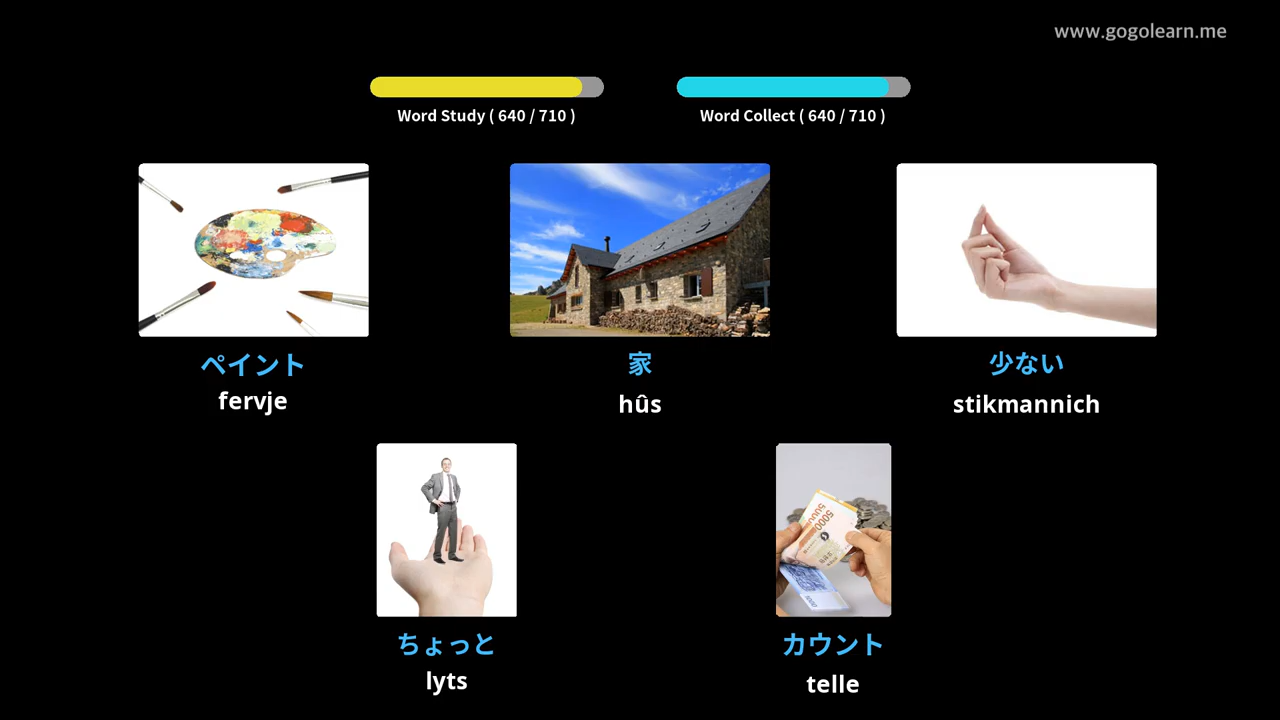 www.gogolearn.me
Word Study ( 640 / 710 )
Word Collect ( 640 / 710 )
ペイント
fervje
家
hûs
少ない
stikmannich
5000
ちょっと
lyts
カウント
telle